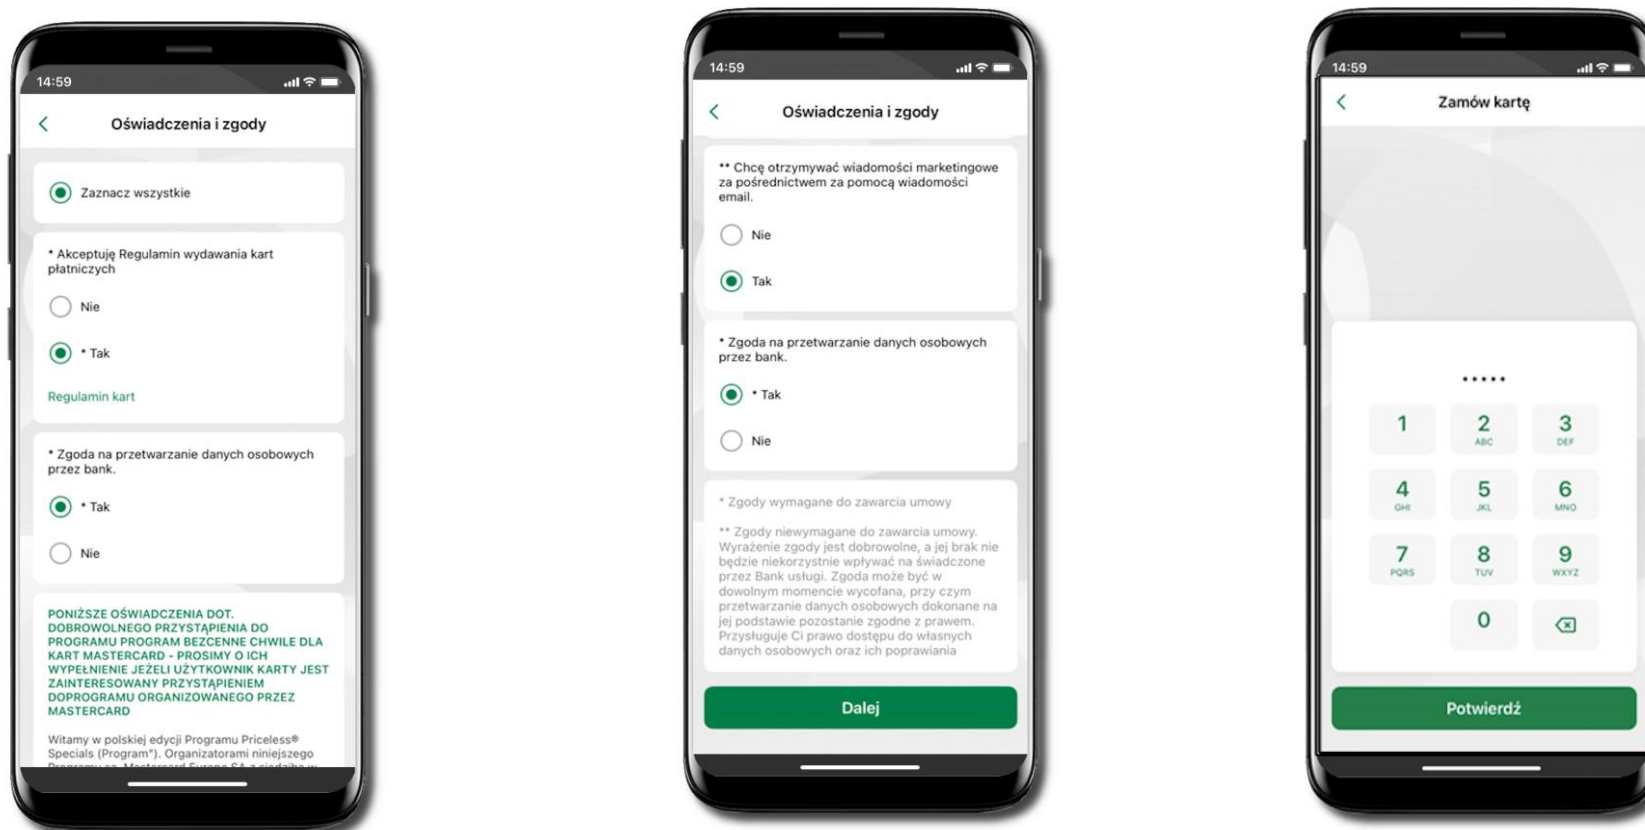 14:59
Oświadczenia i zgody
Zaznacz wszystkie
* Akceptuję Regulamin wydawania kart
płatniczych
Nie
* Tak
Regulamin kart
* Zgoda na przetwarzanie danych osobowych
przez bank.
* Tak
Nie
PONIŻSZE OŚWIADCZENIA DOT.
DOBROWOLNEGO PRZYSTĄPIENIA DO
PROGRAMU PROGRAM BEZCENNE CHWILE DLA
KART MASTERCARD - PROSIMY O ICH
WYPEŁNIENIE JEŻELI UŻYTKOWNIK KARTY JEST
ZAINTERESOWANY PRZYSTĄPIENIEM
DOPROGRAMU ORGANIZOWANEGO PRZEZ
MASTERCARD
Witamy w polskiej edycji Programu Priceless®
Specials (Program"). Organizatorami niniejszego
Programu są Mastercard Europe SA z siedzibą w
14:59
Oświadczenia i zgody
** Chcę otrzymywać wiadomości marketingowe
za pośrednictwem za pomocą wiadomości
email.
Nie
Tak
* Zgoda na przetwarzanie danych osobowych
przez bank.
* Tak
Nie
* Zgody wymagane do zawarcia umowy
** Zgody niewymagane do zawarcia umowy.
Wyrażenie zgody jest dobrowolne, a jej brak nie
będzie niekorzystnie wpływać na świadczone
przez Bank usługi. Zgoda może być w
dowolnym momencie wycofana, przy czym
przetwarzanie danych osobowych dokonane na
jej podstawie pozostanie zgodne z prawem.
Przysługuje Ci prawo dostępu do własnych
danych osobowych oraz ich poprawiania
Dalej
14:59
Zamów kartę
•••••
1 2 3
ABC DEF
4 5 6
GHI JKL MNO
7 8 9
PQRS TUV WXYZ
0
Potwierdź